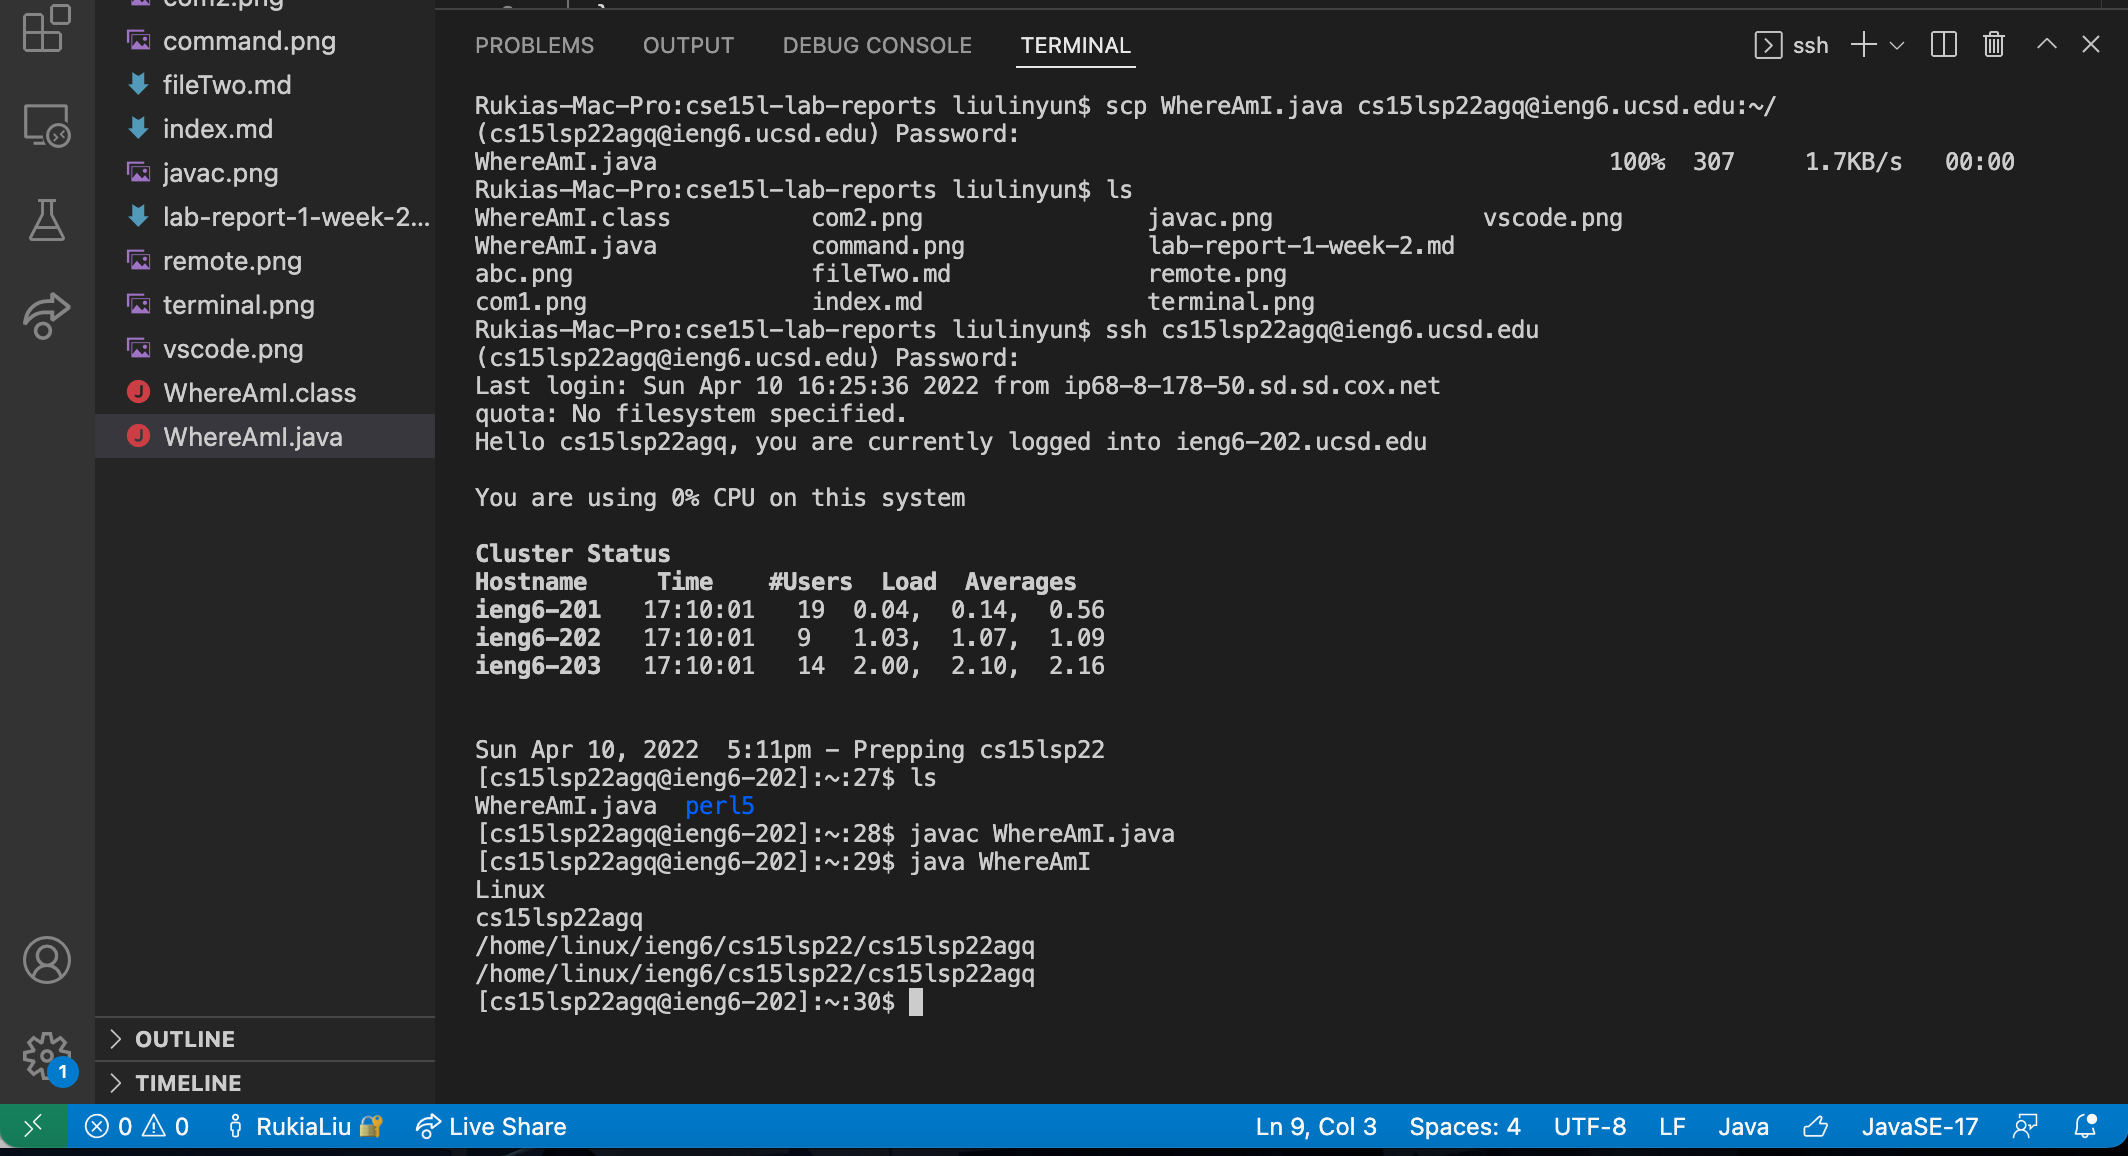 com2.png
command.png
fileTwo.md
index.md
javac.png
lab-report-1-week-2...
remote.png
terminal.png
vscode.png
WhereAmI.class
WhereAmI.java
OUTLINE
TIMELINE
1
PROBLEMS OUTPUT DEBUG CONSOLE TERMINAL ssh
Rukias-Mac-Pro:cse15l-lab-reports liulinyun$ scp WhereAmI.java cs15lsp22agq@ieng6.ucsd.edu:~/
(cs15lsp22agq@ieng6.ucsd.edu) Password:
WhereAmI.java 100% 307 1.7KB/s 00:00
Rukias-Mac-Pro:cse15l-lab-reports liulinyun$ ls
WhereAmI.class com2.png javac.png vscode.png
WhereAmI.java command.png lab-report-1-week-2.md
abc.png fileTwo.md remote.png
com1.png index.md terminal.png
Rukias-Mac-Pro:cse15l-lab-reports liulinyun$ ssh cs15lsp22agq@ieng6.ucsd.edu
(cs15lsp22agq@ieng6.ucsd.edu) Password:
Last login: Sun Apr 10 16:25:36 2022 from ip68-8-178-50.sd.sd.cox.net
quota: No filesystem specified.
Hello cs15lsp22agq, you are currently logged into ieng6-202.ucsd.edu
You are using 0% CPU on this system
Cluster Status
Hostname Time #Users Load Averages
ieng6-201 17:10:01 19 0.04, 0.14, 0.56
ieng6-202 17:10:01 9 1.03, 1.07, 1.09
ieng6-203 17:10:01 14 2.00, 2.10, 2.16
Sun Apr 10, 2022 5:11pm - Prepping cs15lsp22
[cs15lsp22agq@ieng6-202]:~:27$ ls
WhereAmI.java perl5
[cs15lsp22agq@ieng6-202]:~:28$ javac WhereAmI.java
[cs15lsp22agq@ieng6-202]:~:29$ java WhereAmI
Linux
cs15lsp22agq
/home/linux/ieng6/cs15lsp22/cs15lsp22agq
/home/linux/ieng6/cs15lsp22/cs15lsp22agq
[cs15lsp22agq@ieng6-202]:~:30$
0 0 RukiaLiu Live Share Ln 9, Col 3 Spaces: 4 UTF-8 LF Java JavaSE-17